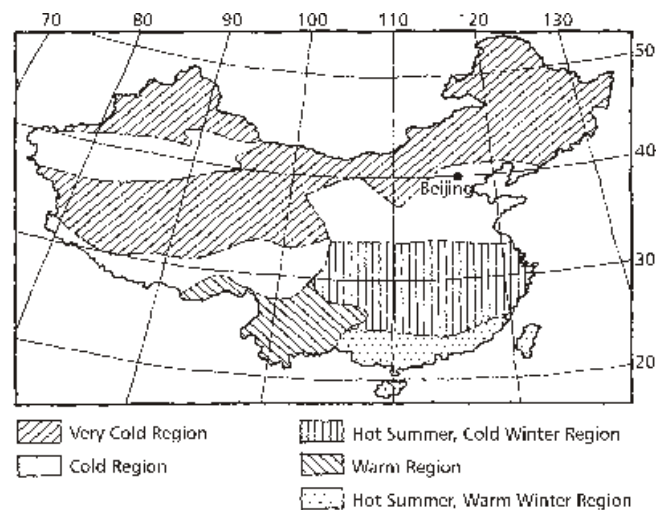 70 80 90 100 110 120 130
50
40
Beijing
30
20
Very Cold Region
Cold Region
Hot Summer, Cold Winter Region
Warm Region
Hot Summer, Warm Winter Region